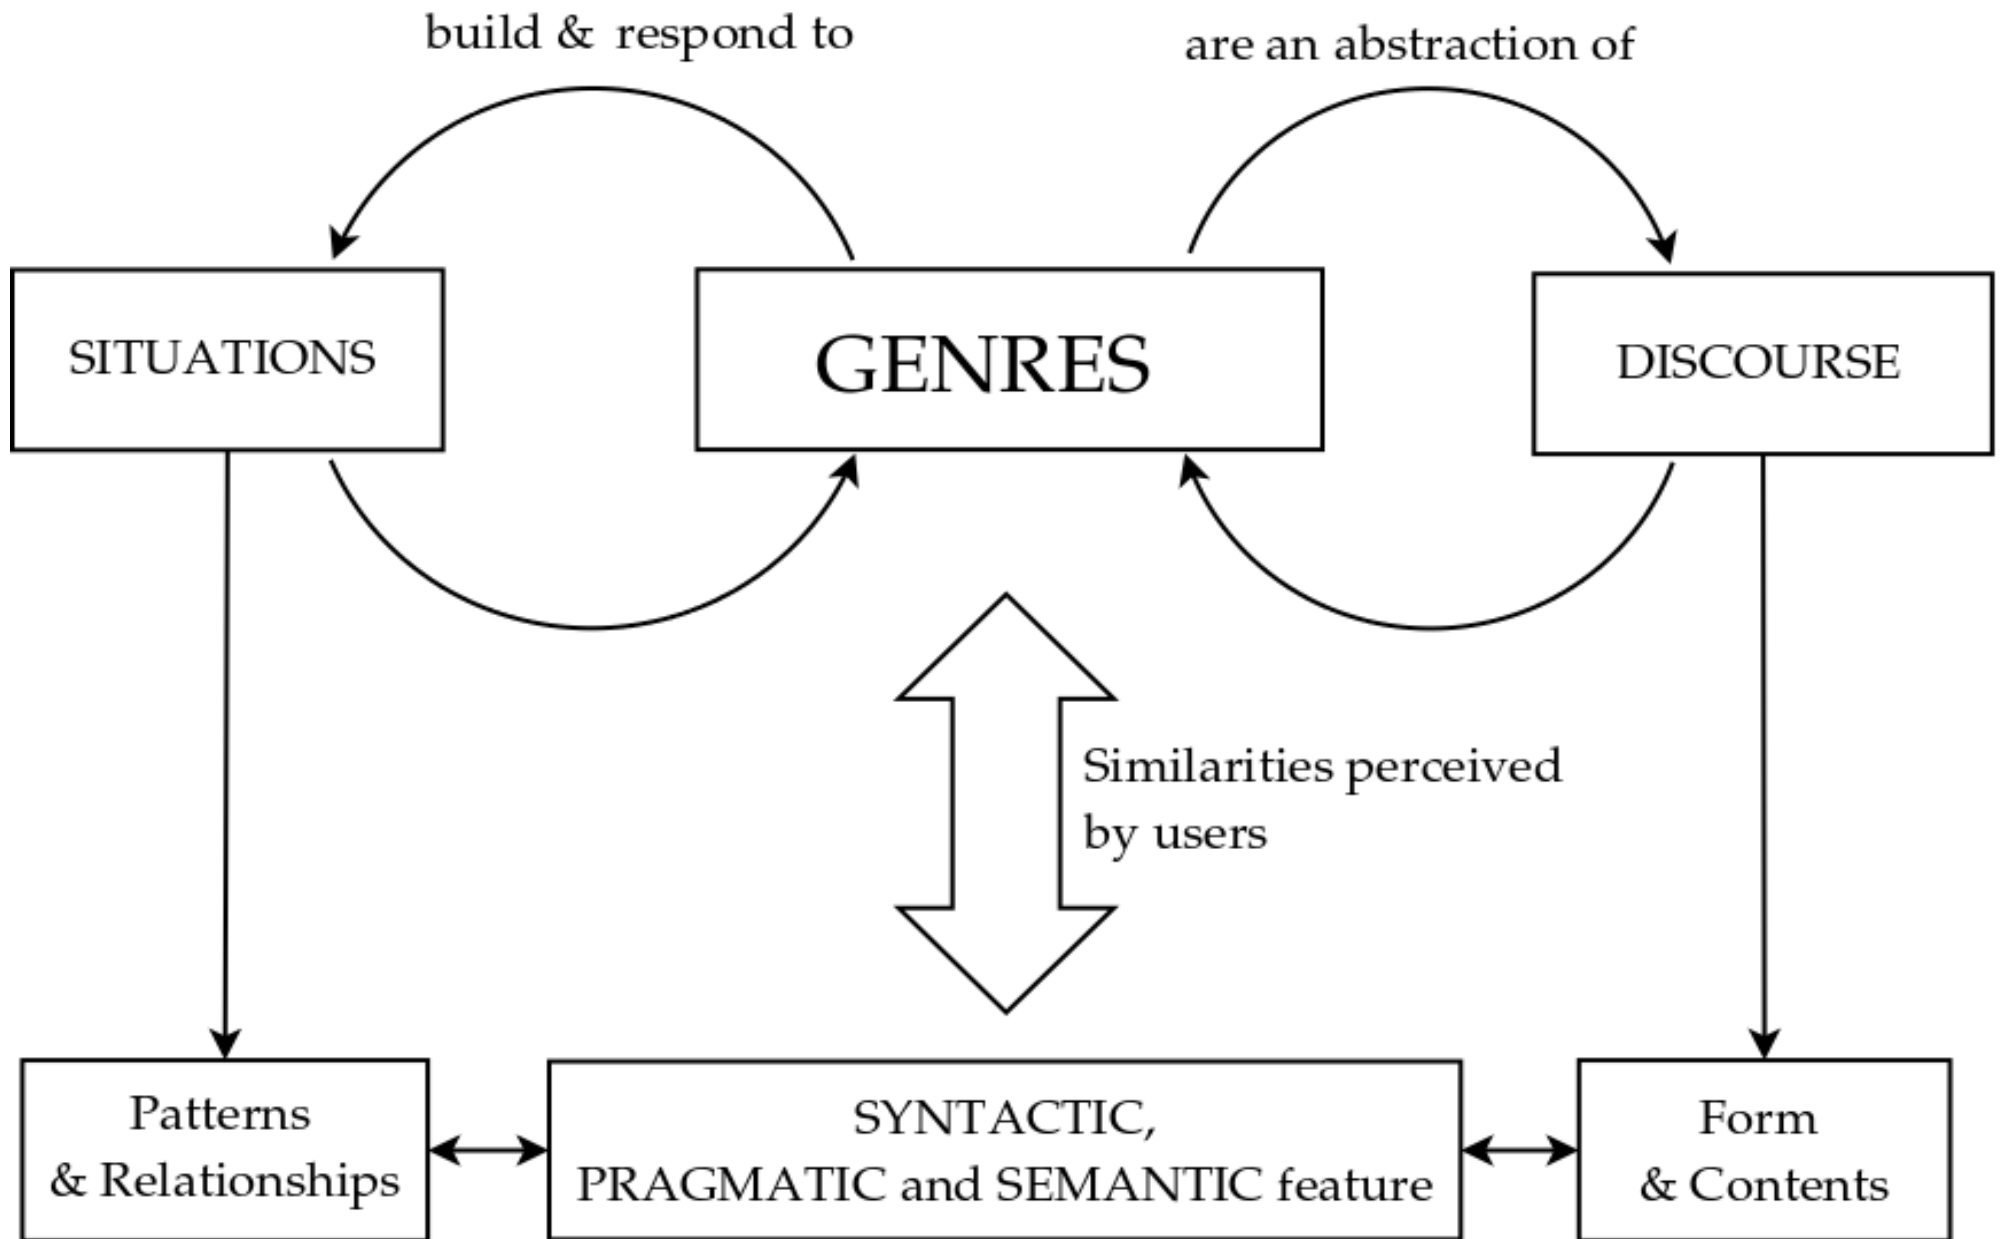 build & respond to
are an abstraction of
SITUATIONS
GENRES
DISCOURSE
Similarities perceived
by users
Patterns
& Relationships
SYNTACTIC,
PRAGMATIC and SEMANTIC feature
Form
& Contents